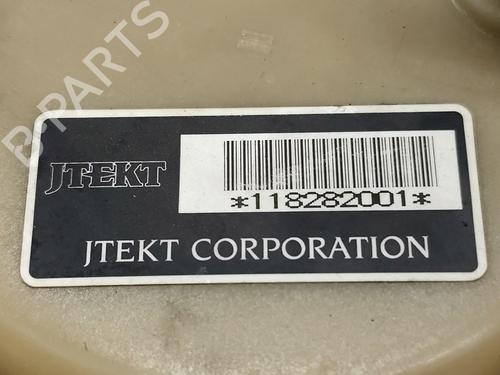 B-PARTS
JTEKT
*118282001*
JTEKT CORPORATION